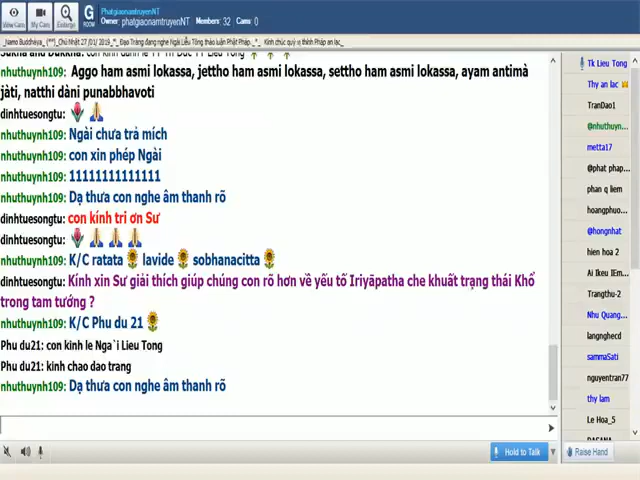 PhatgiaonamtruyenNT
Owner: phatgiaonamtruyenNT Members: 32 Cams: 0
View Cams My Cam Enlarge G ROOM
_Namo Buddhàya_ Chủ Nhật 27 /01/ 2019_*_ Đạo Tràng đang nghe Ngài Liễu Tông thảo luận Phật Pháp _*_ Kính chúc quý vị thính Pháp an lạc_
nhuthuynh109: Aggo ham asmi lokassa, jettho ham asmi lokassa, settho ham asmi lokassa, ayam antimà
jàti, natthi dàni punabbhavoti
dinhtuesongtu:
nhuthuynh109: Ngài chưa trả mích
nhuthuynh109: con xin phép Ngài
nhuthuynh109: 11111111111111
nhuthuynh109: Dạ thưa con nghe âm thanh rõ
dinhtuesongtu: con kính tri ơn Sư
dinhtuesongtu:
nhuthuynh109: K/C ratata lavide sobhanacitta
dinhtuesongtu: Kính xin Sư giải thích giúp chúng con rõ hơn về yếu tố Iriyāpatha che khuất trạng thái Khổ
trong tam tướng ?
nhuthuynh109: K/C Phu du 21
Phu du21: con kinh le Nga`i Lieu Tong
Phu du21: kinh chao dao trang
nhuthuynh109: Dạ thưa con nghe âm thanh rõ
Hold to Talk
Tk Lieu Tong
Thy an lac
TranDao1
@nhuthuyn...
metta17
@phat phap...
phan q liem
hoangphuo...
@hongnhat
hien hoa 2
Ai Ikeu IEm...
Trangthu-2
Nhu Quang...
langnghecd
sammaSati
nguyentran77
thy lam
Le Hoa_5
Raise Hand